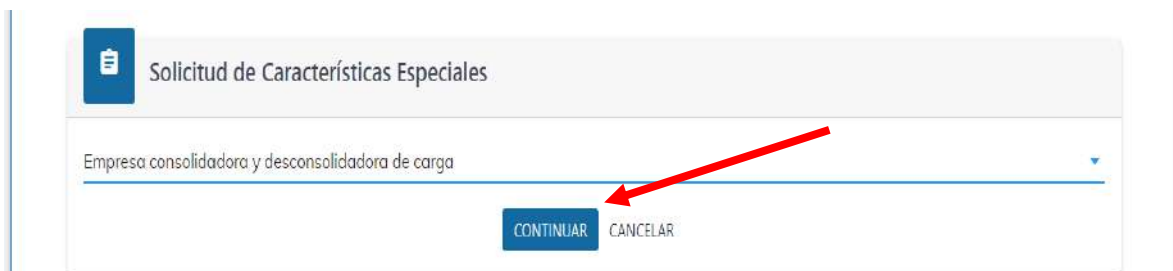 Solicitud de Características Especiales
Empresa consolidadora y desconsolidadora de carga
CONTINUAR CANCELAR